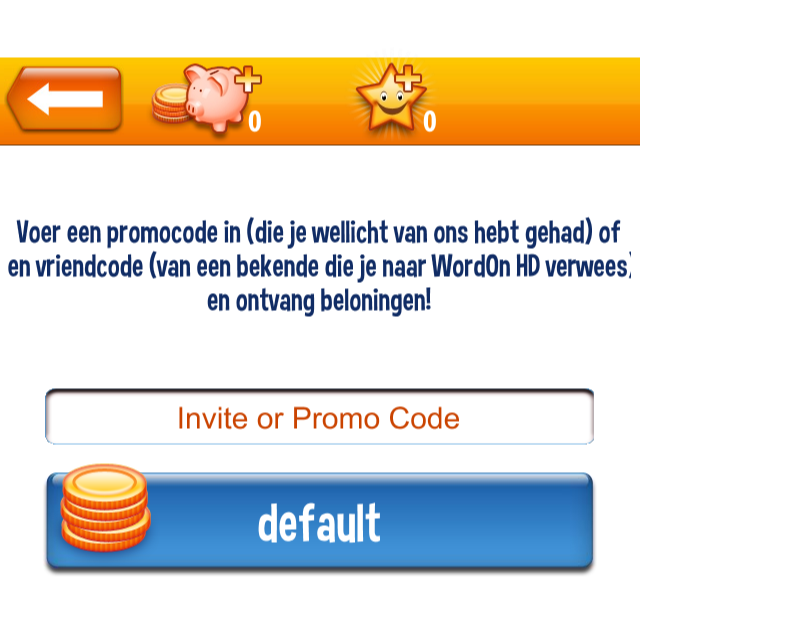 0
0
Voer een promocode in (die je wellicht van ons hebt gehad) of
en vriendcode (van een bekende die je naar WordOn HD verwees)
en ontvang beloningen!
Invite or Promo Code
default